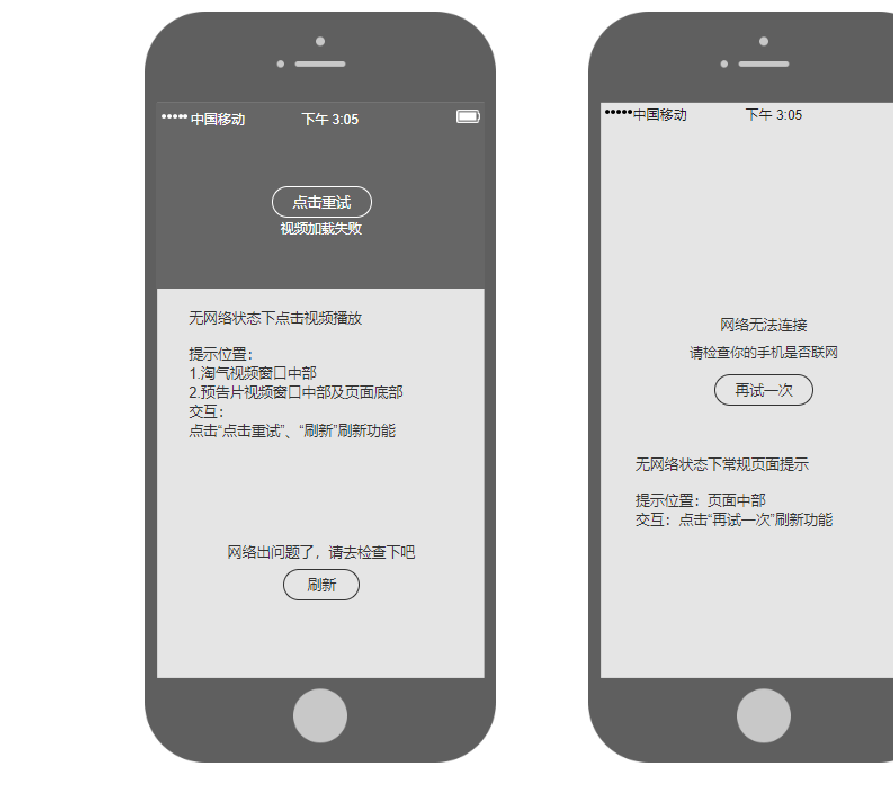 中国移动 下午 3:05
点击重试
视频加载失败
无网络状态下点击视频播放
提示位置：
1.淘气视频窗口中部
2.预告片视频窗口中部及页面底部
交互：
点击“点击重试”、“刷新”刷新功能
网络出问题了，请去检查下吧
刷新
中国移动 下午 3:05
网络无法连接
请检查你的手机是否联网
再试一次
无网络状态下常规页面提示
提示位置：页面中部
交互：点击“再试一次”刷新功能